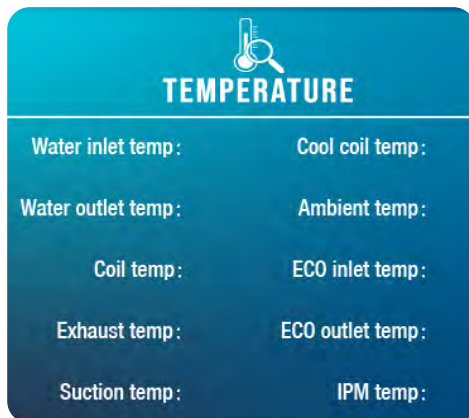 TEMPERATURE
Water inlet temp: Cool coil temp:
Water outlet temp: Ambient temp:
Coil temp: ECO inlet temp:
Exhaust temp: ECO outlet temp:
Suction temp: IPM temp: